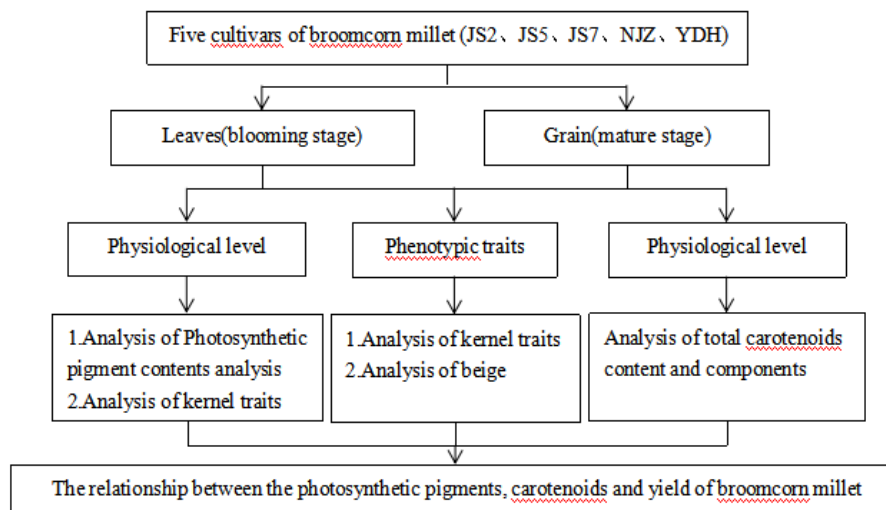 Five cultivars of broomcorn millet (JS2、JS5、JS7、NJZ、YDH)
Leaves(blooming stage)
Grain(mature stage)
Physiological level
Phenotypic traits
Physiological level
1.Analysis of Photosynthetic
pigment contents analysis
2.Analysis of kernel traits
1.Analysis of kernel traits
2.Analysis of beige
Analysis of total carotenoids
content and components
The relationship between the photosynthetic pigments, carotenoids and yield of broomcorn millet